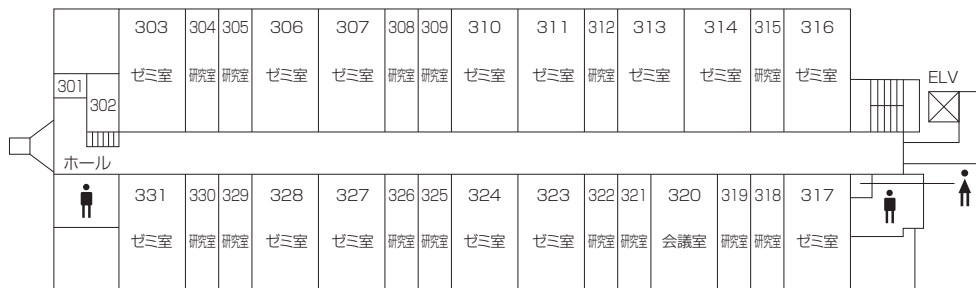 303 304 305 306 307 308 309 310 311 312 313 314 315 316
ゼミ室 研究室 研究室 ゼミ室 ゼミ室 研究室 研究室 ゼミ室 ゼミ室 研究室 ゼミ室 ゼミ室 研究室 ゼミ室
301
302
ELV
ホール
331 330 329 328 327 326 325 324 323 322 321 320 319 318 317
ゼミ室 研究室 研究室 ゼミ室 ゼミ室 研究室 研究室 ゼミ室 ゼミ室 研究室 研究室 会議室 研究室 研究室 ゼミ室